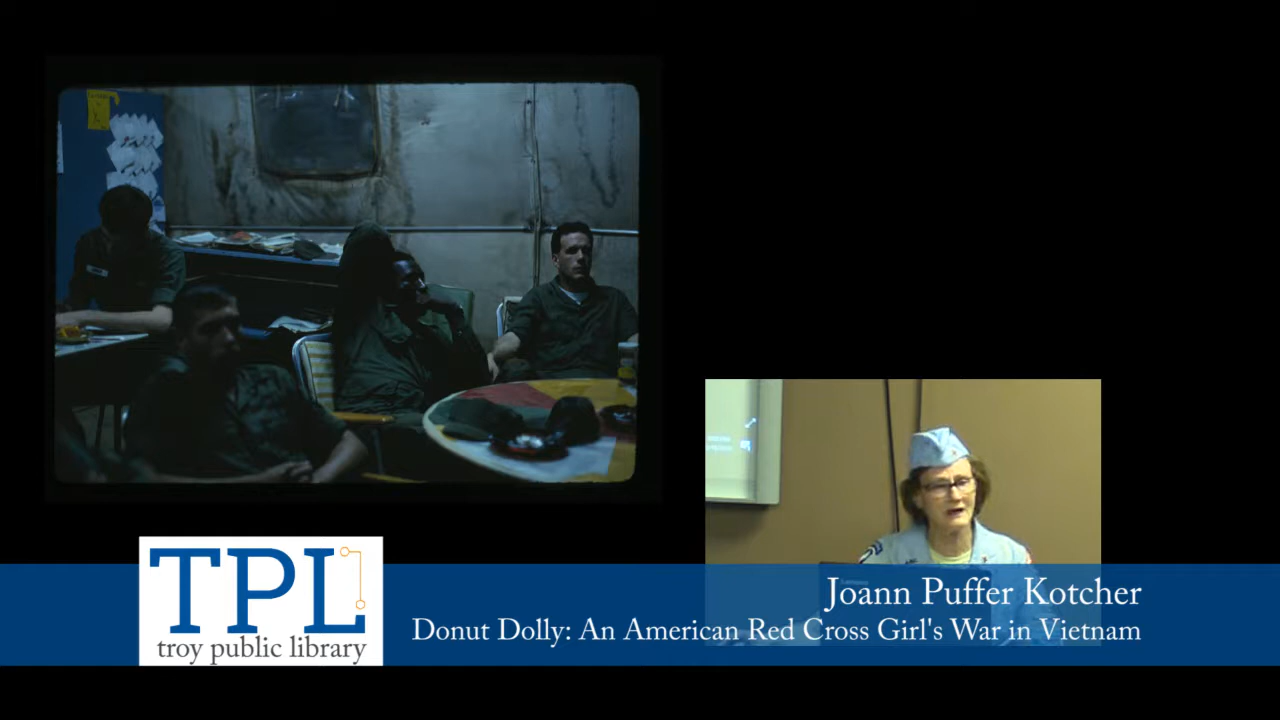 TPL
troy public library
Joann Puffer Kotcher
Donut Dolly: An American Red Cross Girl's War in Vietnam